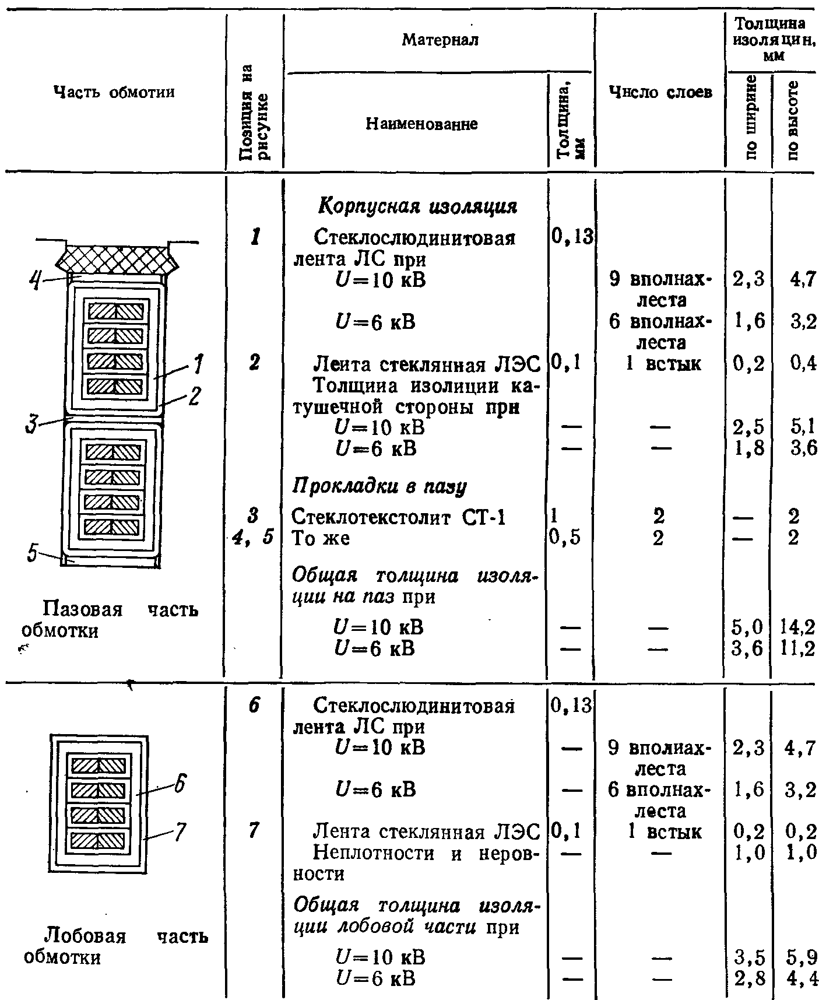 Часть обмотии
Позиция на рисунке
Матернал
Наименованне
Толщина, мм
Чнсло слоев
Толщина изоляцин, мм
по ширине
по высоте
Корпусная изоляция
1 Стеклослюдинитовая 0,13
лента ЛС при
U=10 кВ 9 вполнах- 2,3 4,7
леста
U=6 кВ 6 вполнах- 1,6 3,2
леста
2 Леита стеклянная ЛЭС 0,1 1 встык 0,2 0,4
Толщииа изолиции ка-
тушечной стороны прн
U=10 кВ — — 2,5 5,1
U=6 кВ — — 1,8 3,6
Прокладки в пазу
3 Стеклотекстолит СТ-1 1 2 — 2
4, 5 То же 0,5 2 — 2
Общая толщина изоля-
ции на паз при
U=10 кВ — — 5,0 14,2
U=6 кВ — — 3,6 11,2
4
1
2
3
5
Пазовая часть
обмотки
6 Стеклослюдинитовая 0,13
лента ЛС при
U=10 кВ — 9 вполиах- 2,3 4,7
леста
U=6 кВ — 6 вполнах- 1,6 3,2
леста
7 Лента стеклянная ЛЭС 0,1 1 встык 0,2 0,2
Неплотности и неров- — — 1,0 1,0
ности
Общая толщина изоля-
ции лобовой части при
U=10 кВ — — 3,5 5,9
U=6 кВ — — 2,8 4,4
6
7
Лобовая часть
обмотки